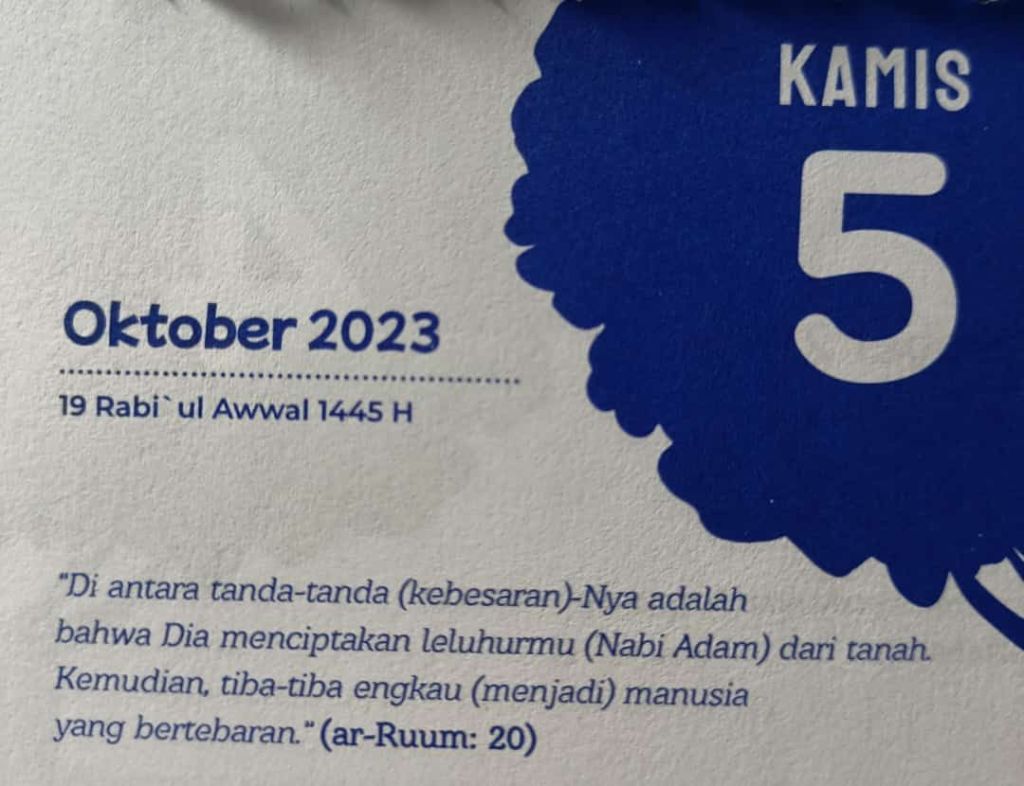 KAMIS
5
Oktober 2023
19 Rabi`ul Awwal 1445 H
"Di antara tanda-tanda (kebesaran)-Nya adalah
bahwa Dia menciptakan leluhurmu (Nabi Adam) dari tanah.
Kemudian, tiba-tiba engkau (menjadi) manusia
yang bertebaran." (ar-Ruum: 20)